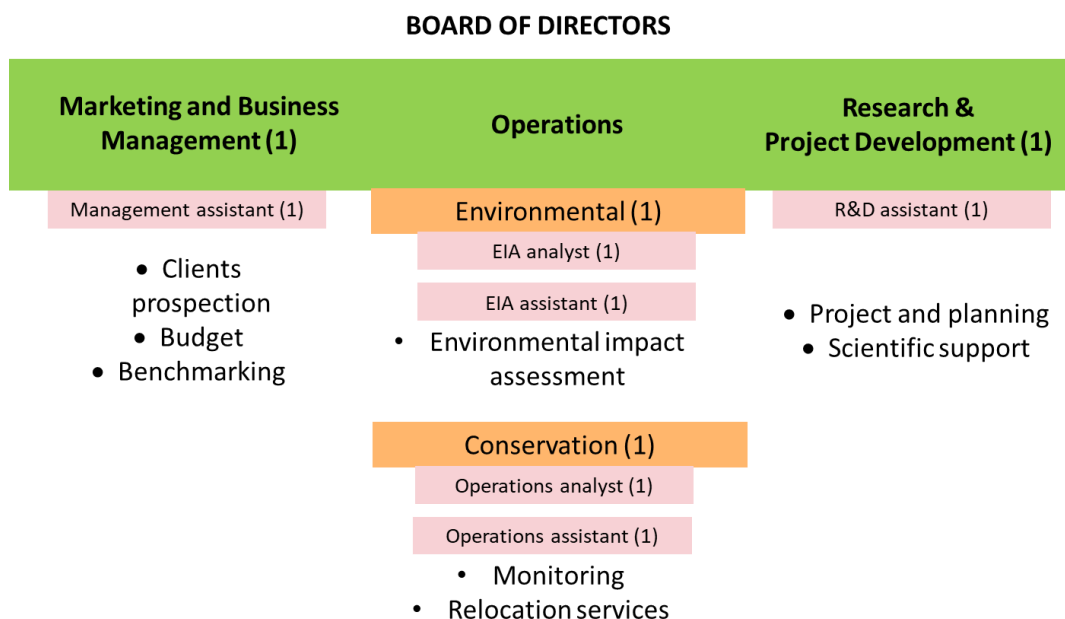 BOARD OF DIRECTORS
Marketing and Business
Management (1)
Management assistant (1)
• Clients
prospection
• Budget
• Benchmarking
Operations
Environmental (1)
EIA analyst (1)
EIA assistant (1)
• Environmental impact
assessment
Conservation (1)
Operations analyst (1)
Operations assistant (1)
• Monitoring
• Relocation services
Research &
Project Development (1)
R&D assistant (1)
• Project and planning
• Scientific support